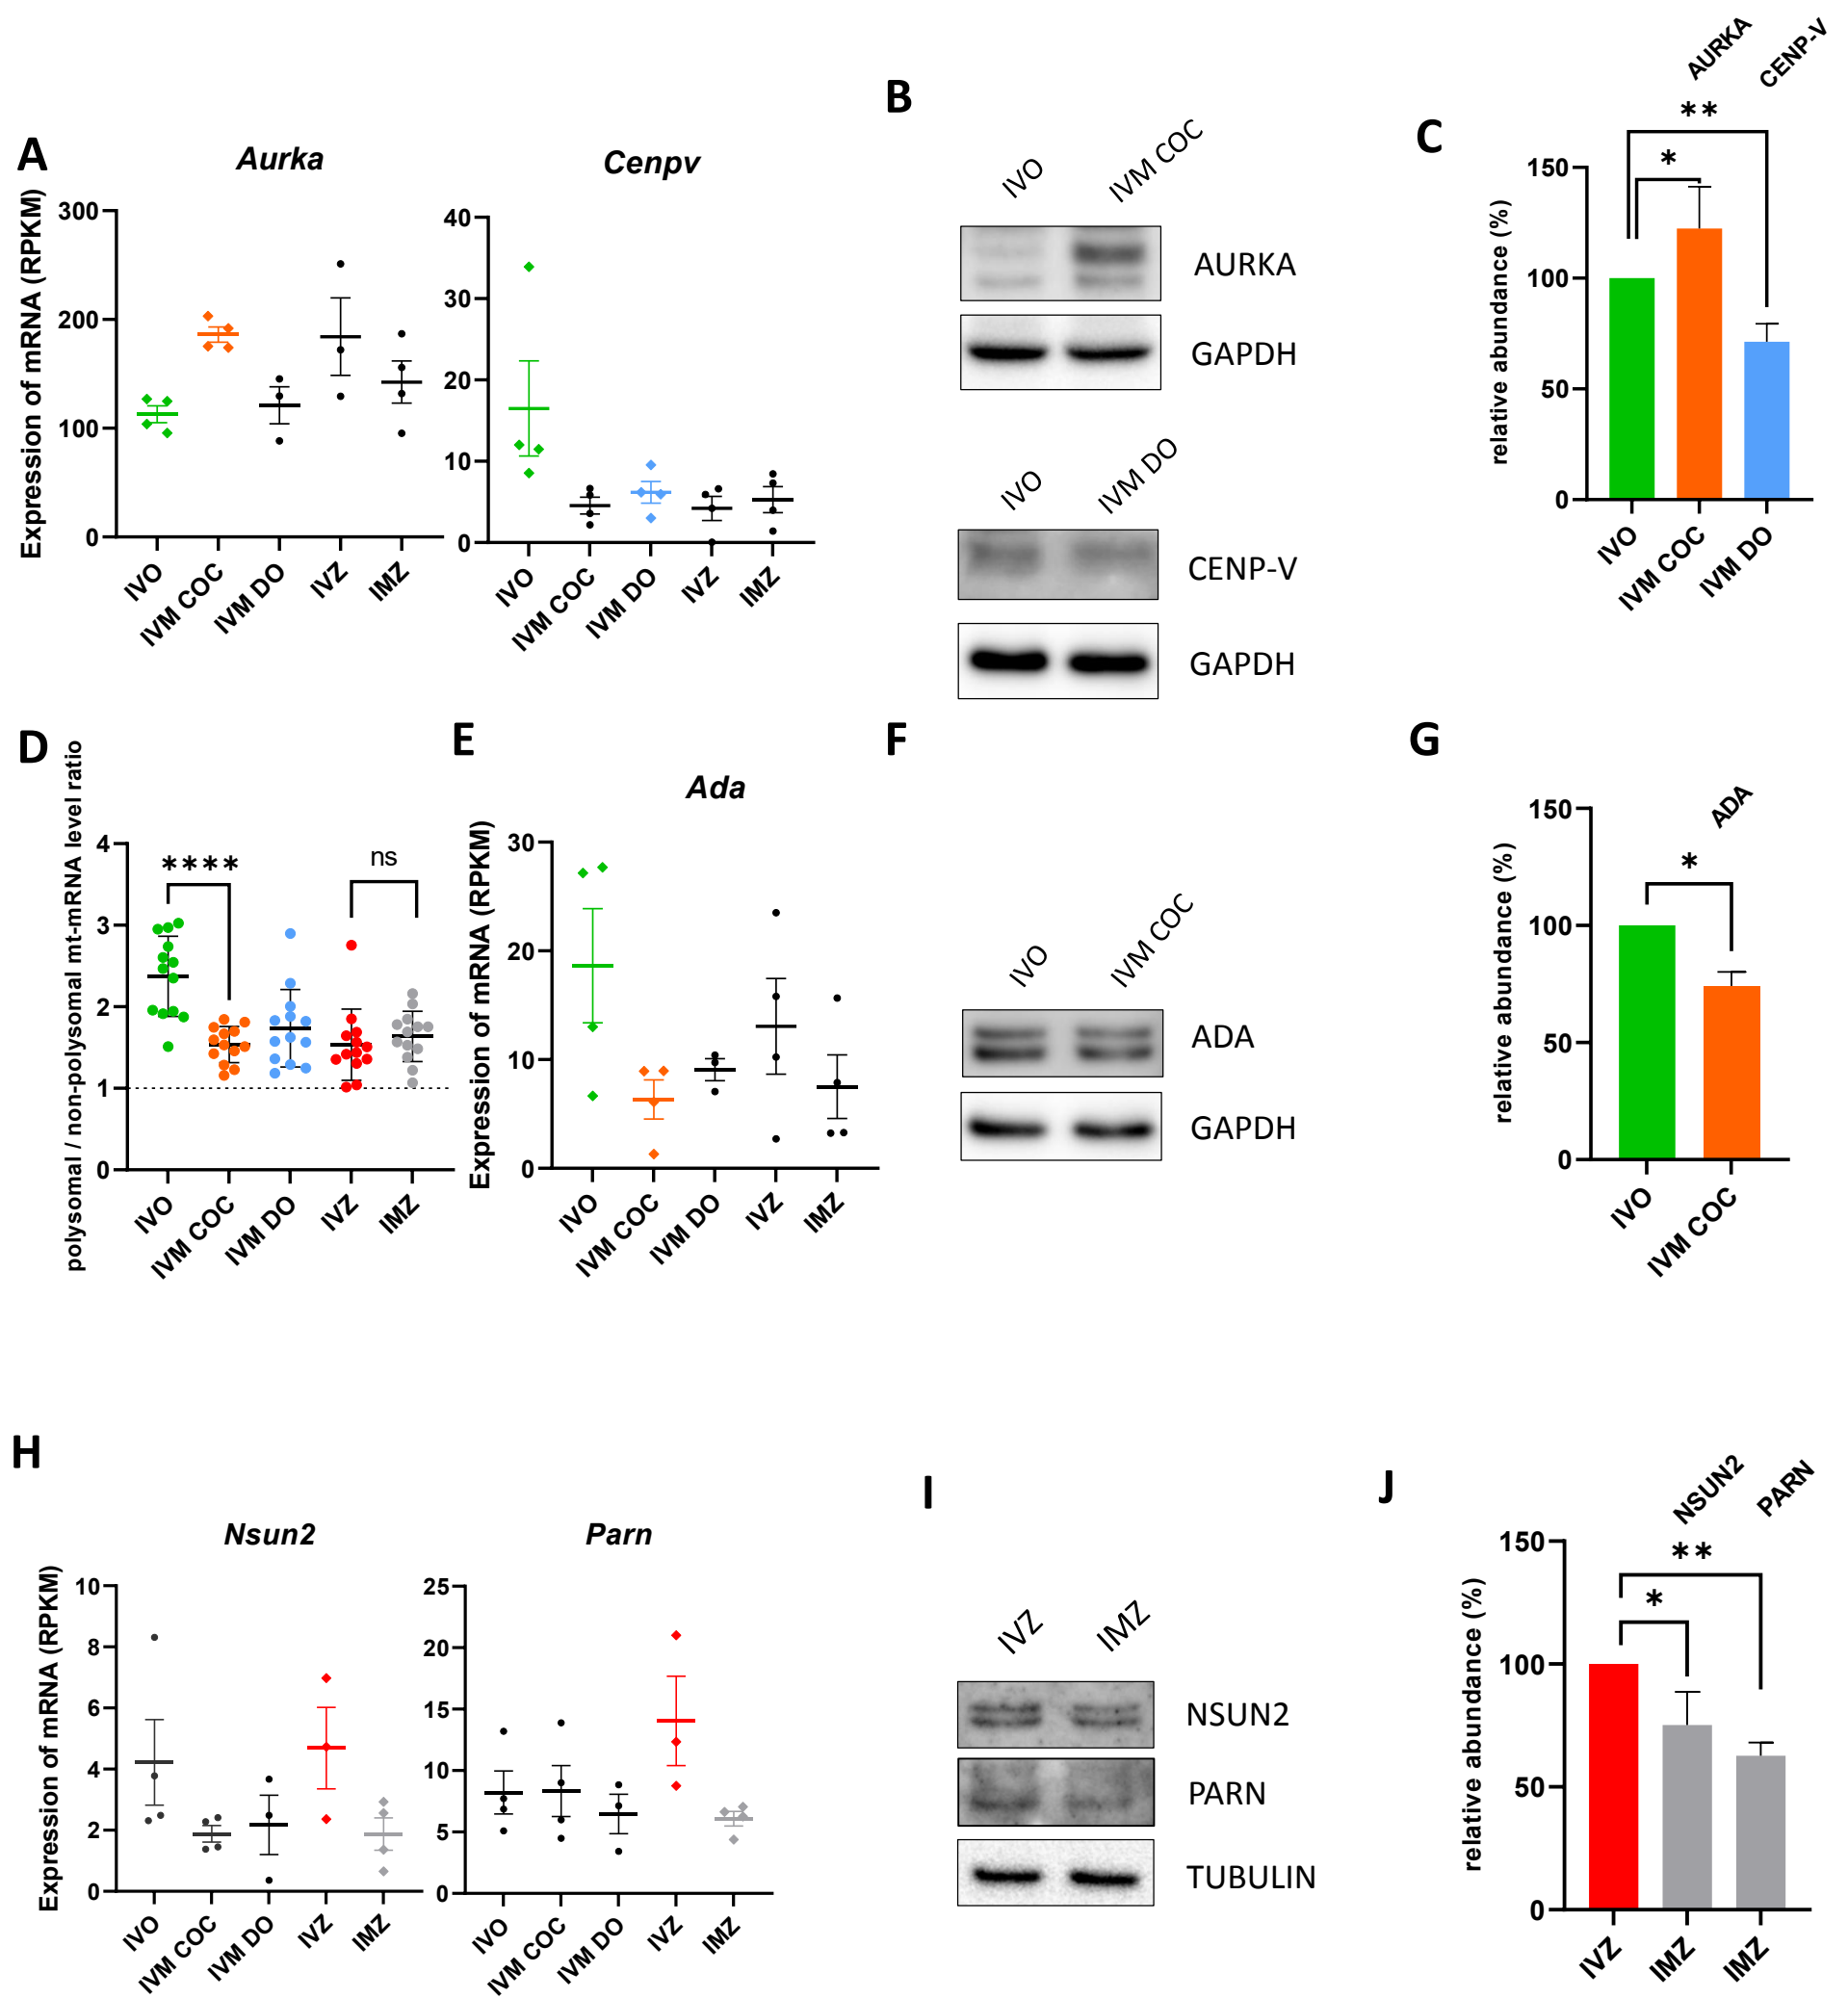 A
Aurka
Expression of mRNA (RPKM)
300
200
100
0
IVO
IVM COC
IVM DO
IVZ
IMZ
Cenpv
40
30
20
10
0
IVO
IVM COC
IVM DO
IVZ
IMZ
B
IVO
IVM COC
AURKA
GAPDH
IVO
IVM DO
CENP-V
GAPDH
C
AURKA
CENP-V
**
*
relative abundance (%)
150
100
50
0
IVO
IVM COC
IVM DO
D
polysomal / non-polysomal mt-mRNA level ratio
4
3
2
1
0
****
ns
IVO
IVM COC
IVM DO
IVZ
IMZ
E
Ada
Expression of mRNA (RPKM)
30
20
10
0
IVO
IVM COC
IVM DO
IVZ
IMZ
F
IVO
IVM COC
ADA
GAPDH
G
ADA
*
relative abundance (%)
150
100
50
0
IVO
IVM COC
H
Nsun2
Expression of mRNA (RPKM)
10
8
6
4
2
0
IVO
IVM COC
IVM DO
IVZ
IMZ
Parn
25
20
15
10
5
0
IVO
IVM COC
IVM DO
IVZ
IMZ
I
IVZ
IMZ
NSUN2
PARN
TUBULIN
J
NSUN2
PARN
**
*
relative abundance (%)
150
100
50
0
IVZ
IMZ
IMZ